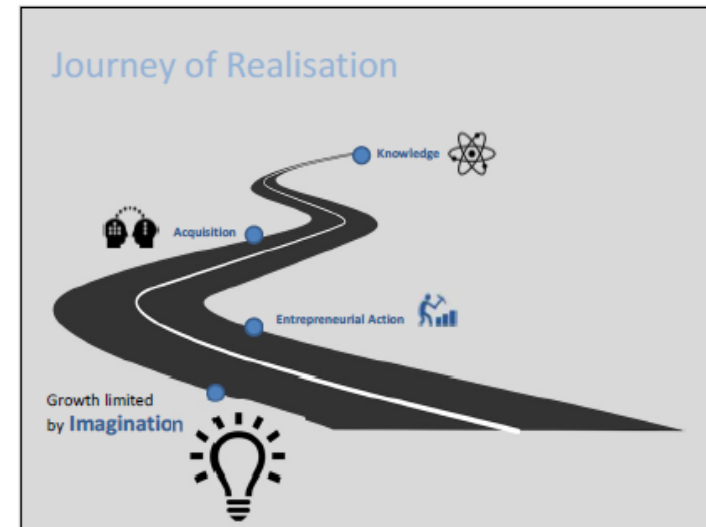 Journey of Realisation
Knowledge
Acquisition
Entrepreneurial Action
Growth limited
by Imagination